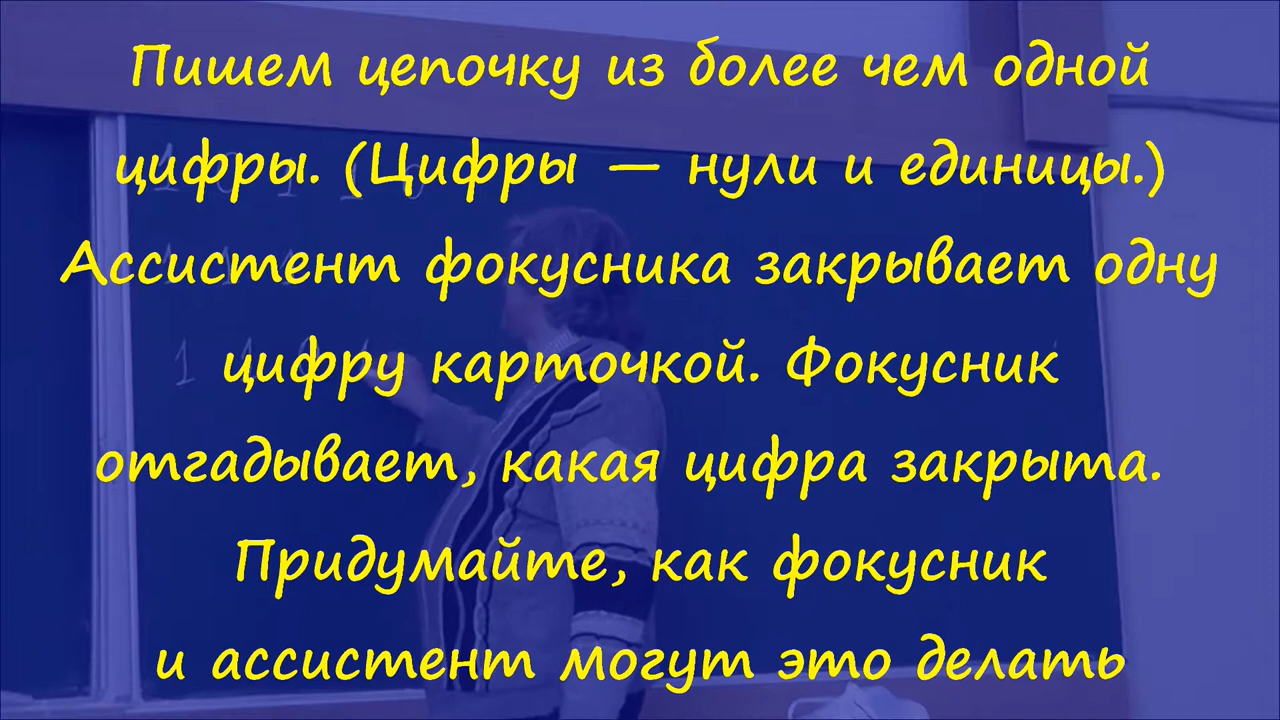 Пишем цепочку из более чем одной
цифры. (Цифры — нули и единицы.)
Ассистент фокусника закрывает одну
цифру карточкой. Фокусник
отгадывает, какая цифра закрыта.
Придумайте, как фокусник
и ассистент могут это делать